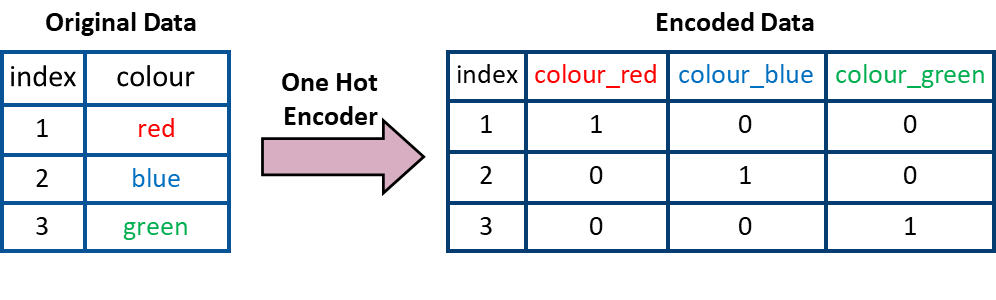 Original Data
index colour
1 red
2 blue
3 green
One Hot
Encoder
Encoded Data
index colour_red colour_blue colour_green
1 1 0 0
2 0 1 0
3 0 0 1